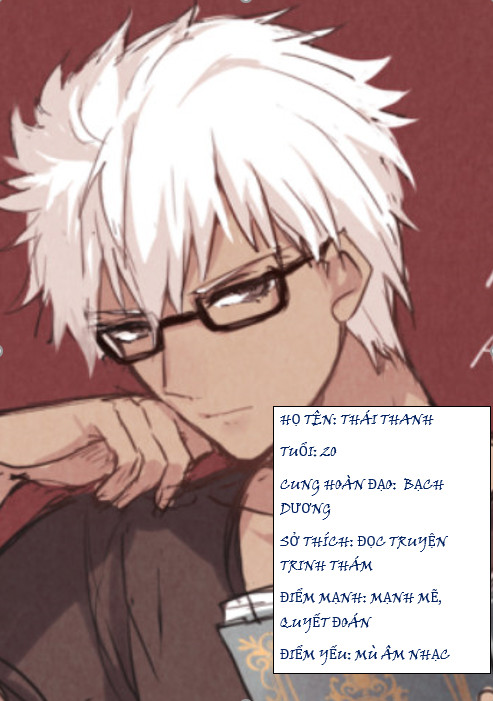 HỌ TÊN: THÁI THANH
TUỔI: 20
CUNG HOÀN ĐẠO: BẠCH
DƯƠNG
SỞ THÍCH: ĐỌC TRUYỆN
TRINH THÁM
ĐIỂM MẠNH: MẠNH MẼ,
QUYẾT ĐOÁN
ĐIỂM YẾU: MÙ ÂM NHẠC